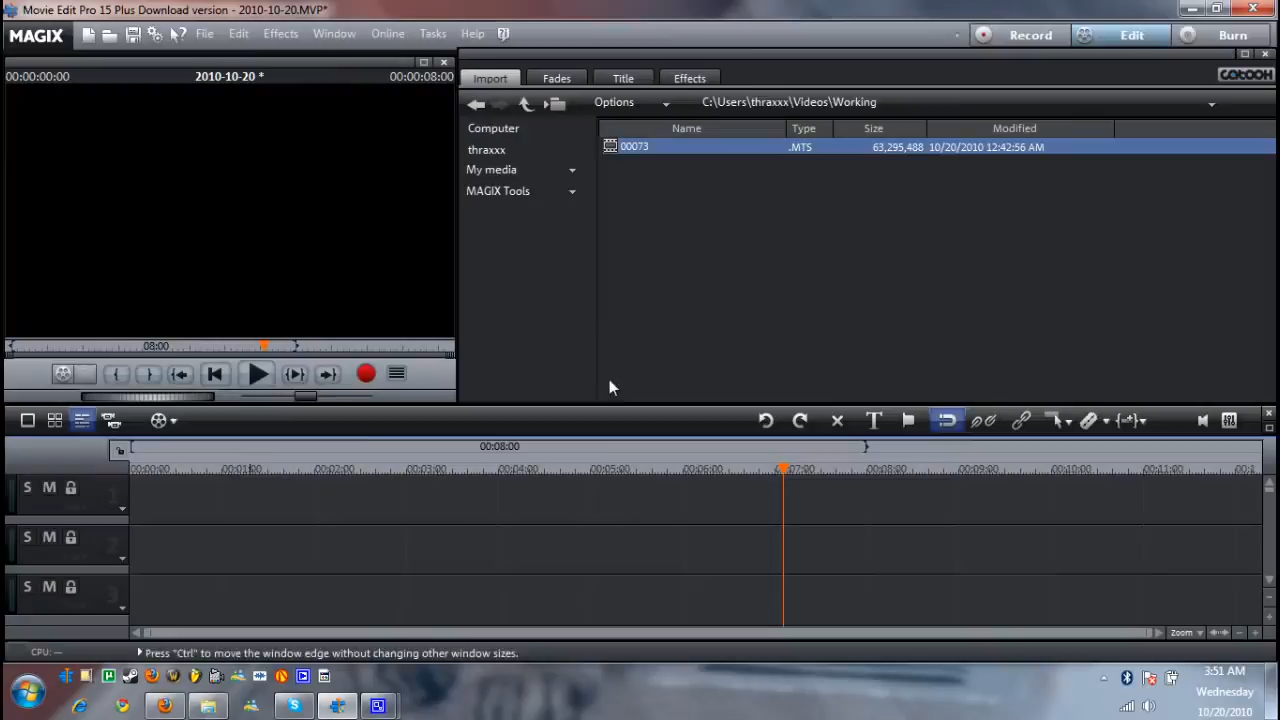 Movie Edit Pro 15 Plus Download version - 2010-10-20.MVP*
MAGIX File Edit Effects Window Online Tasks Help Record Edit Burn
00:00:00:00 2010-10-20 * 00:00:08:00
Import Fades Title Effects catooh
Options C:\Users\thraxxx\Videos\Working
Computer
thraxxx
My media
MAGIX Tools
Name Type Size Modified
00073 .MTS 63,295,488 10/20/2010 12:42:56 AM
08:00
00:08:00
00:00:00 00:01:00 00:02:00 00:03:00 00:04:00 00:05:00 00:06:00 00:07:00 00:08:00 00:09:00 00:10:00 00:11:00
S M
S M
S M
Zoom
CPU: — Press "Ctrl" to move the window edge without changing other window sizes.
3:51 AM
Wednesday
10/20/2010